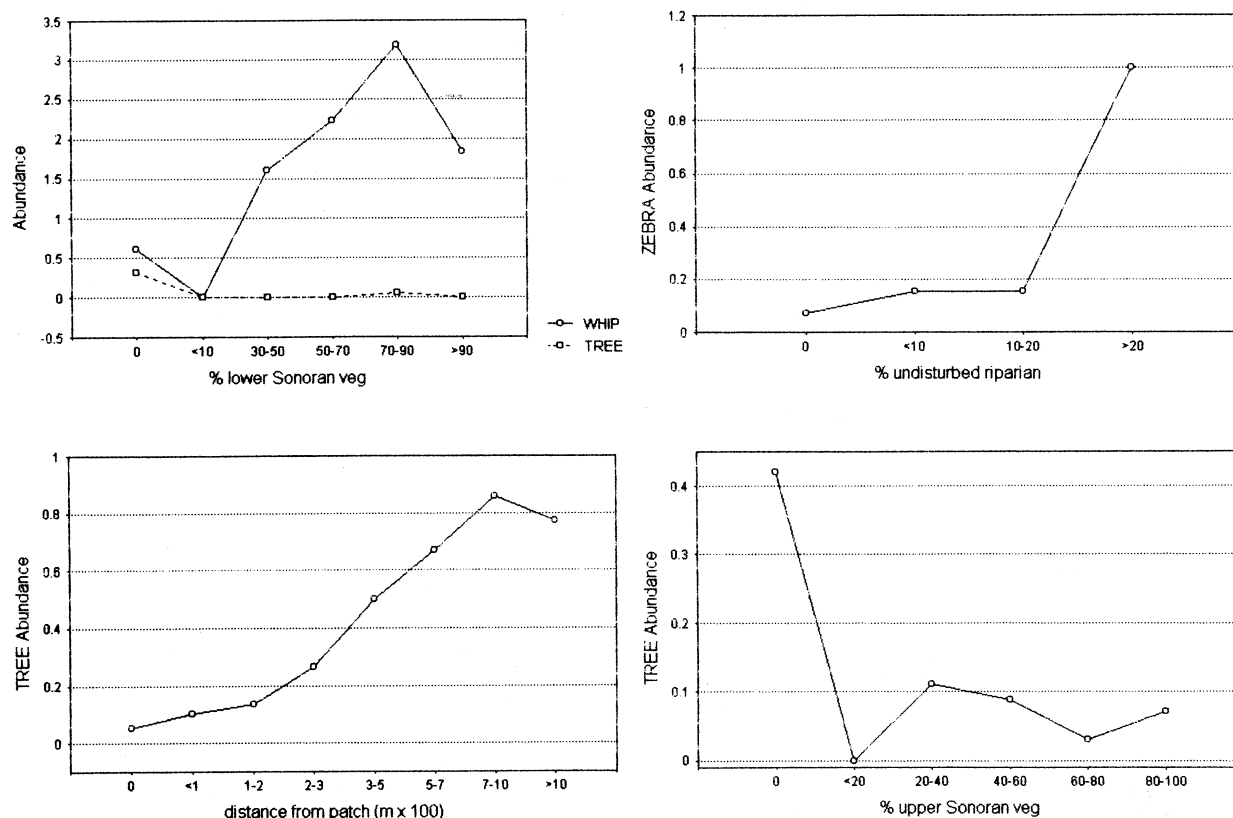 3.5
3
2.5
2
1.5
1
0.5
0
-0.5
Abundance
0 <10 30-50 50-70 70-90 >90
% lower Sonoran veg
WHIP
TREE
1.2
1
0.8
0.6
0.4
0.2
0
ZEBRA Abundance
0 <10 10-20 >20
% undisturbed riparian
1
0.8
0.6
0.4
0.2
0
TREE Abundance
0 <1 1-2 2-3 3-5 5-7 7-10 >10
distance from patch (m x 100)
0.4
0.3
0.2
0.1
0
TREE Abundance
0 <20 20-40 40-60 60-80 80-100
% upper Sonoran veg